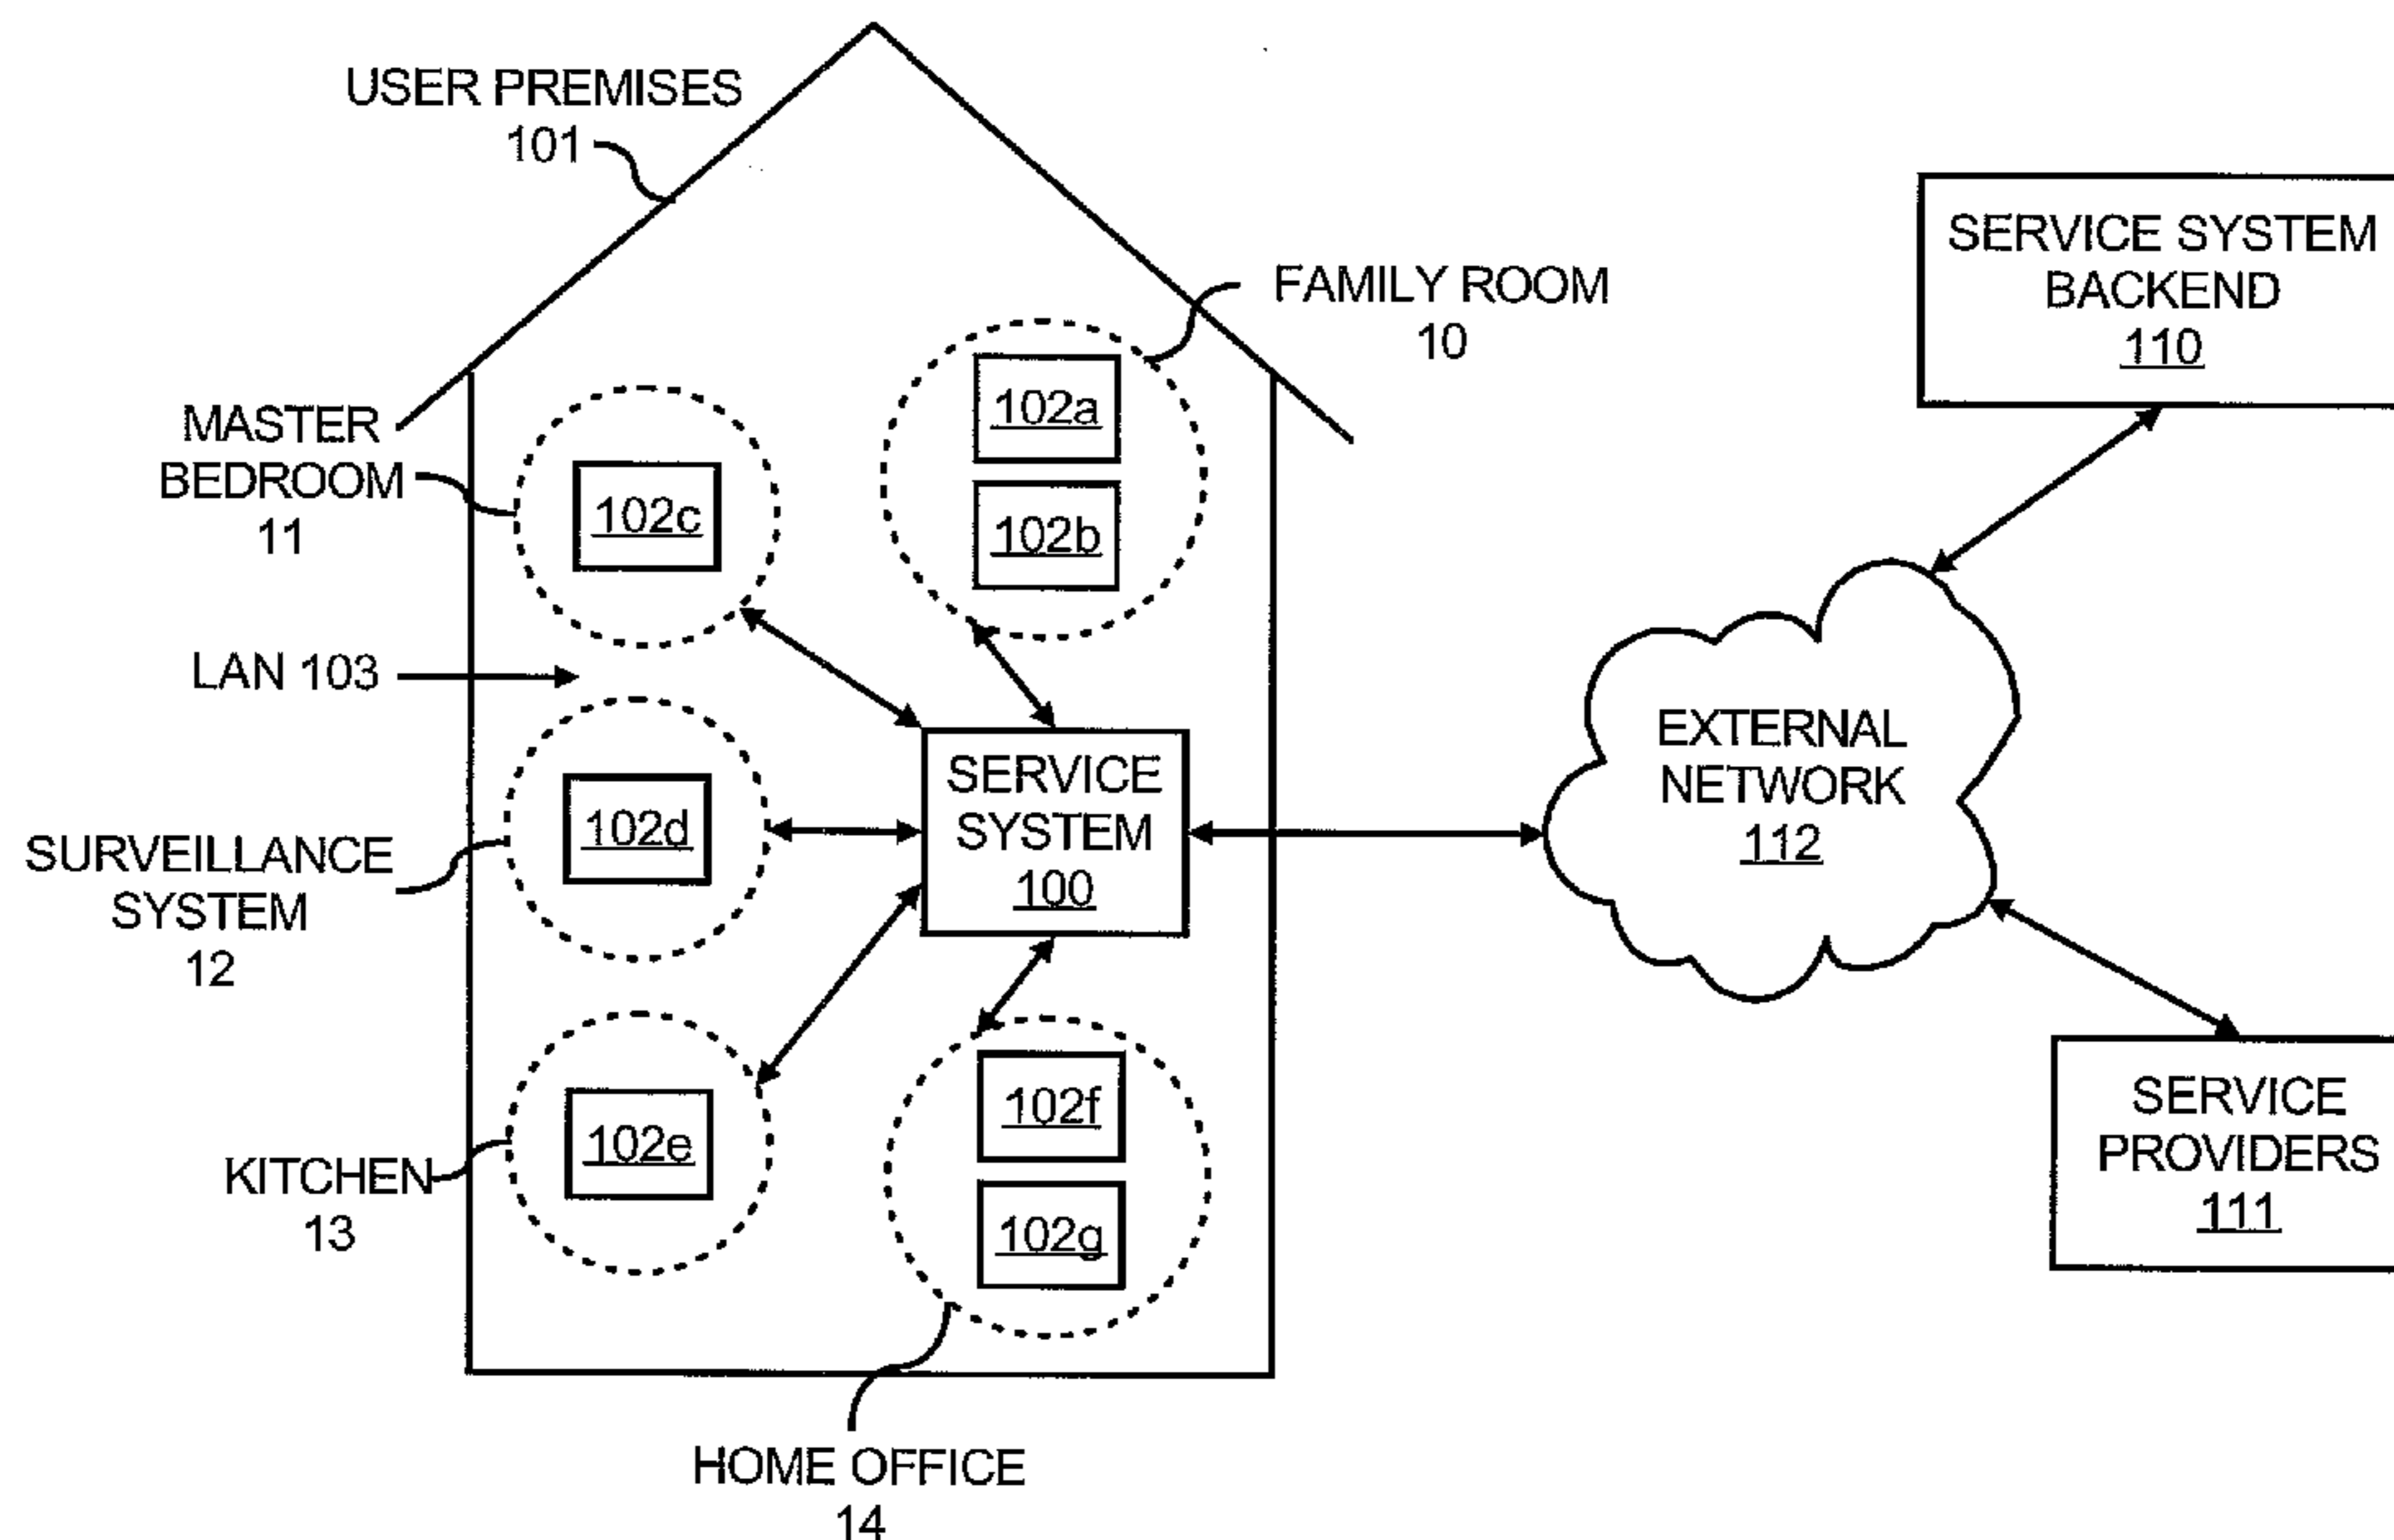 USER PREMISES
101
SERVICE SYSTEM
BACKEND
110
FAMILY ROOM
10
102a
102b
MASTER
BEDROOM
11
102c
LAN 103
EXTERNAL
NETWORK
112
SERVICE
SYSTEM
100
102d
SURVEILLANCE
SYSTEM
12
102e
KITCHEN
13
102f
102g
SERVICE
PROVIDERS
111
HOME OFFICE
14